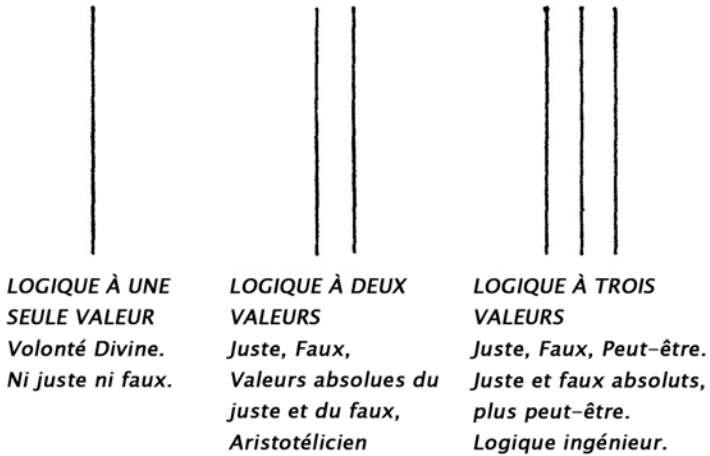 LOGIQUE À UNE
SEULE VALEUR
Volonté Divine.
Ni juste ni faux.
LOGIQUE À DEUX
VALEURS
Juste, Faux,
Valeurs absolues du
juste et du faux,
Aristotélicien
LOGIQUE À TROIS
VALEURS
Juste, Faux, Peut-être.
Juste et faux absoluts,
plus peut-être.
Logique ingénieur.